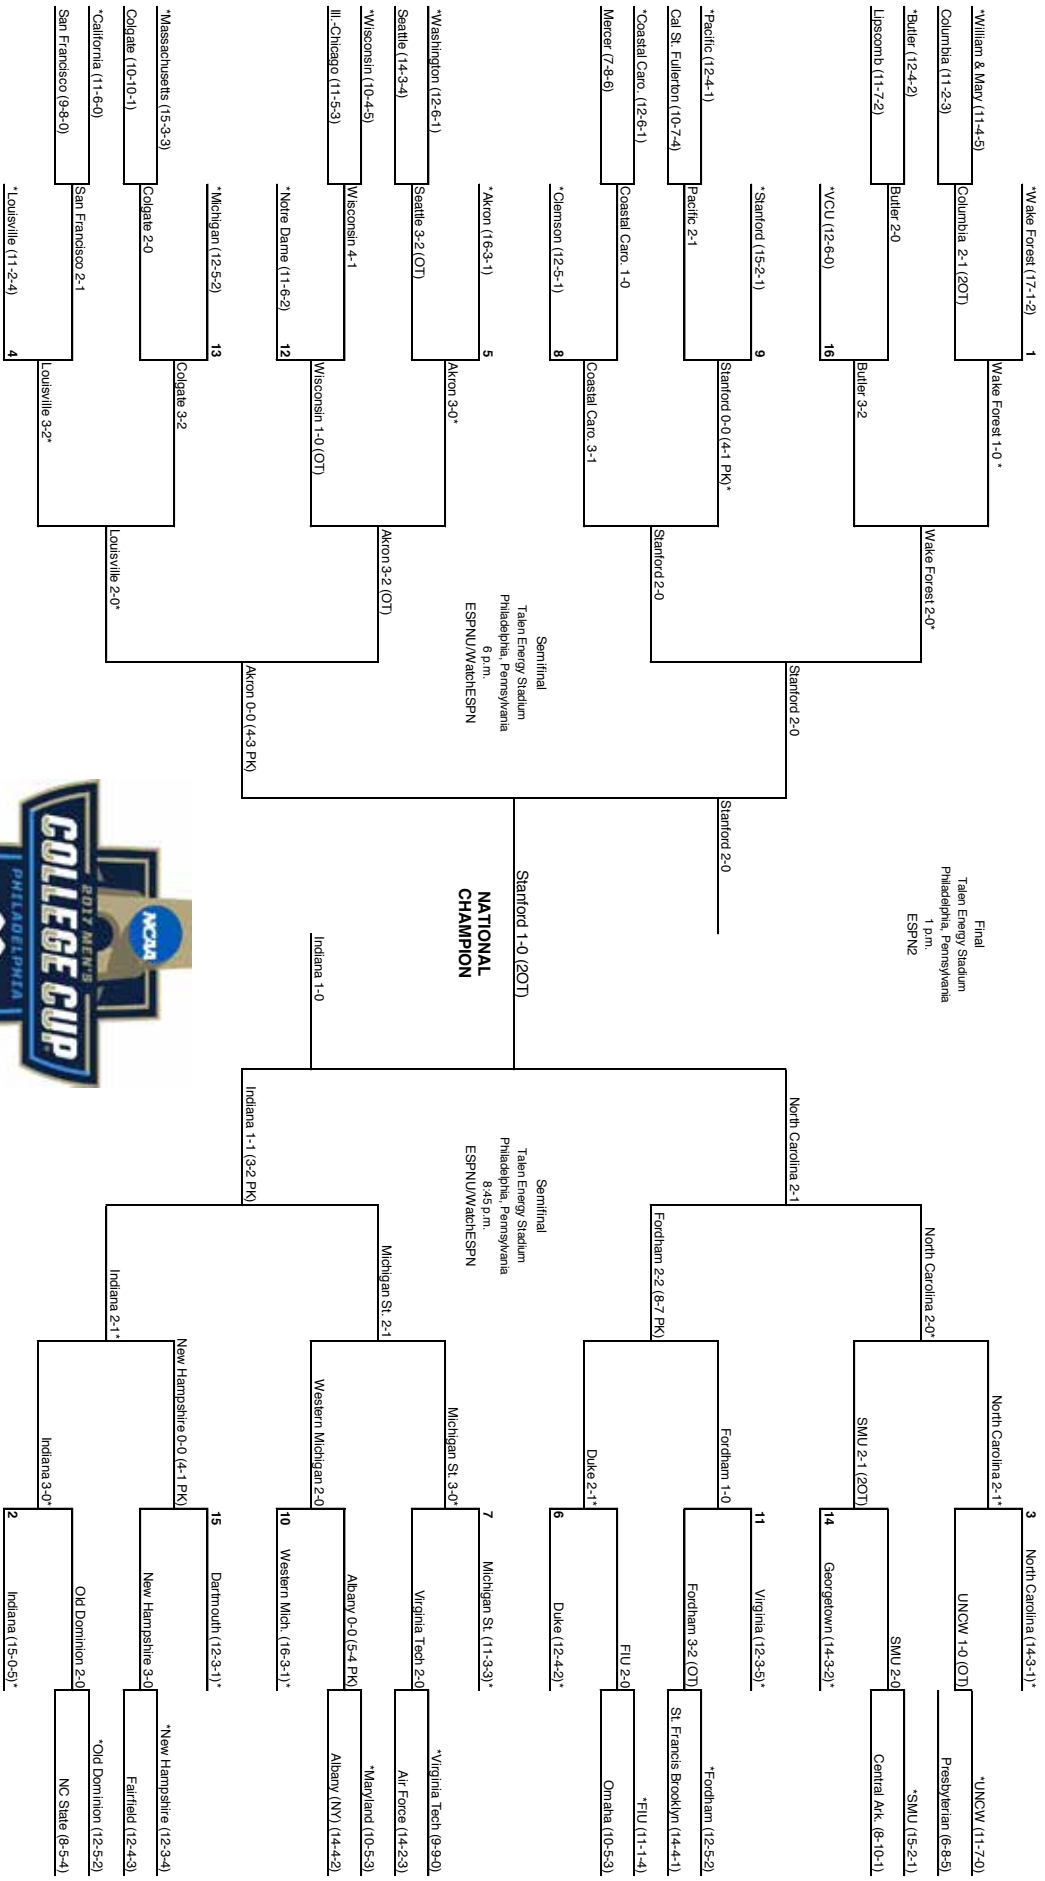 *William & Mary (11-4-5)
Columbia (11-2-3)
*Butler (12-4-2)
Lipscomb (11-7-2)
*Pacific (12-4-1)
Cal St. Fullerton (10-7-4)
*Coastal Caro. (12-6-1)
Mercer (7-8-6)
*Washington (12-6-1)
Seattle (14-3-4)
*Wisconsin (10-4-5)
Ill.-Chicago (11-5-3)
*Massachusetts (15-3-3)
Colgate (10-10-1)
*California (11-6-0)
San Francisco (9-8-0)
*Wake Forest (17-1-2)
1
Columbia 2-1 (2OT)
Butler 2-0
*VCU (12-6-0)
16
*Stanford (15-2-1)
9
Pacific 2-1
Coastal Caro. 1-0
*Clemson (12-5-1)
8
*Akron (16-3-1)
5
Seattle 3-2 (OT)
Wisconsin 4-1
*Notre Dame (11-6-2)
12
*Michigan (12-5-2)
13
Colgate 2-0
San Francisco 2-1
*Louisville (11-2-4)
4
Wake Forest 1-0 *
Butler 3-2
Stanford 0-0 (4-1 PK)*
Coastal Caro. 3-1
Akron 3-0*
Wisconsin 1-0 (OT)
Colgate 3-2
Louisville 3-2*
Wake Forest 2-0*
Stanford 2-0
Akron 3-2 (OT)
Louisville 2-0*
Semifinal
Talen Energy Stadium
Philadelphia, Pennsylvania
6 p.m.
ESPNU/WatchESPN
Stanford 2-0
Akron 0-0 (4-3 PK)
Stanford 2-0
Final
Talen Energy Stadium
Philadelphia, Pennsylvania
1 p.m.
ESPN2
Stanford 1-0 (2OT)
NATIONAL
CHAMPION
Indiana 1-0
NCAA
2017 MEN'S
COLLEGE CUP
PHILADELPHIA
North Carolina 2-1
Indiana 1-1 (3-2 PK)
Semifinal
Talen Energy Stadium
Philadelphia, Pennsylvania
8:45 p.m.
ESPNU/WatchESPN
North Carolina 2-0*
Fordham 2-2 (8-7 PK)
Michigan St. 2-1
Indiana 2-1*
North Carolina 2-1*
SMU 2-1 (2OT)
Fordham 1-0
Duke 2-1*
Michigan St. 3-0*
Western Michigan 2-0
New Hampshire 0-0 (4-1 PK)
Indiana 3-0*
3
North Carolina (14-3-1)*
UNCW 1-0 (OT)
SMU 2-0
14
Georgetown (14-3-2)*
11
Virginia (12-3-5)*
Fordham 3-2 (OT)
FIU 2-0
6
Duke (12-4-2)*
7
Michigan St. (11-3-3)*
Virginia Tech 2-0
Albany 0-0 (5-4 PK)
10
Western Mich. (16-3-1)*
15
Dartmouth (12-3-1)*
New Hampshire 3-0
Old Dominion 2-0
2
Indiana (15-0-5)*
*UNCW (11-7-0)
Presbyterian (6-8-5)
*SMU (15-2-1)
Central Ark. (8-10-1)
*Fordham (12-5-2)
St. Francis Brooklyn (14-4-1)
*FIU (11-1-4)
Omaha (10-5-3)
*Virginia Tech (9-9-0)
Air Force (14-2-3)
*Maryland (10-5-3)
Albany (NY) (14-4-2)
*New Hampshire (12-3-4)
Fairfield (12-4-3)
*Old Dominion (12-5-2)
NC State (8-5-4)